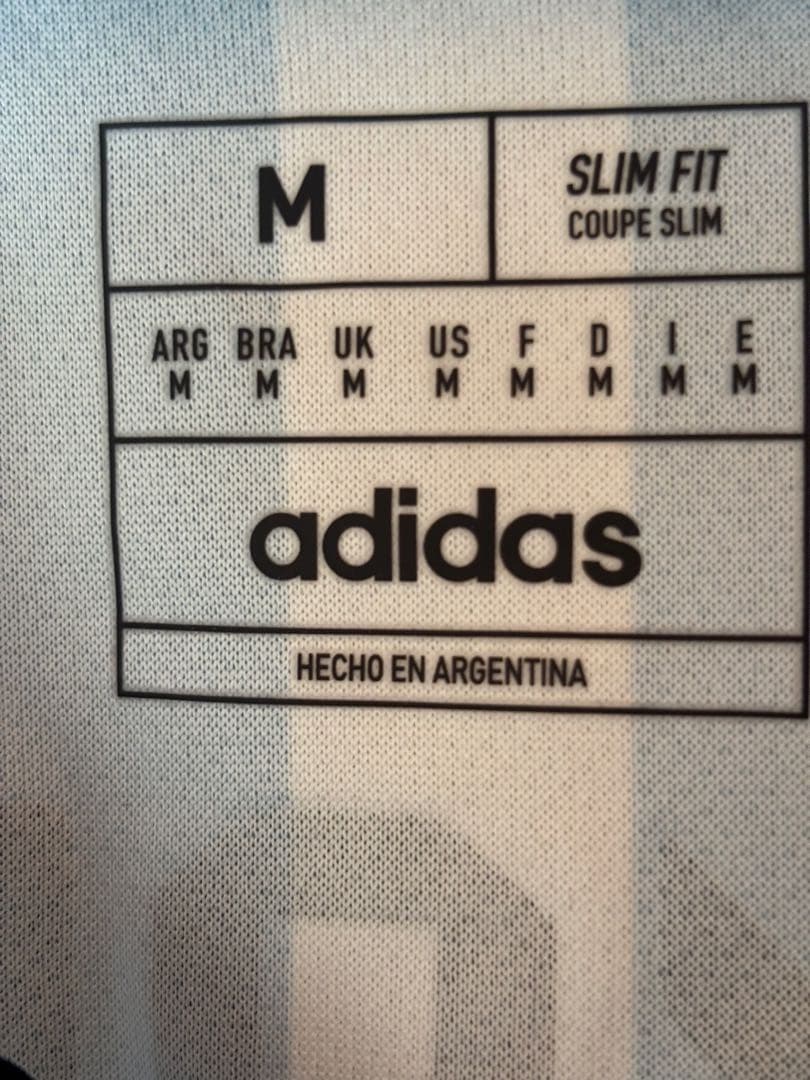 M
SLIM FIT
COUPE SLIM
ARG BRA UK US F D I E
M M M M M M M M
adidas
HECHO EN ARGENTINA